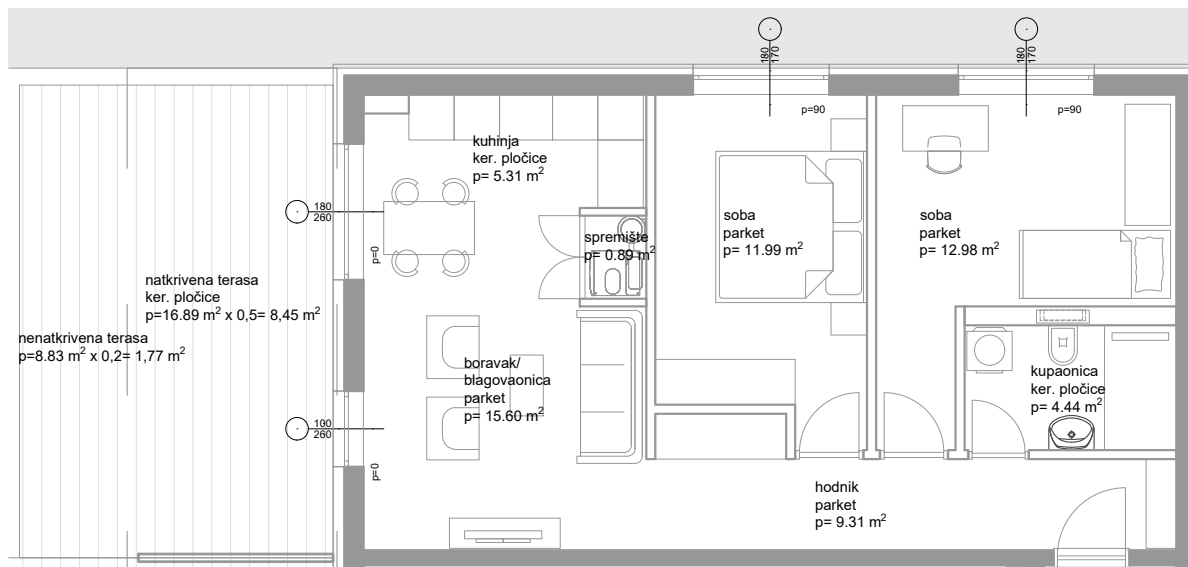 180
170
180
170
p=90
p=90
kuhinja
ker. pločice
p= 5.31 m²
180
260
p=0
spremište
p= 0.89 m²
soba
parket
p= 11.99 m²
soba
parket
p= 12.98 m²
natkrivena terasa
ker. pločice
p=16.89 m² x 0,5= 8,45 m²
nenatkrivena terasa
p=8.83 m² x 0,2= 1,77 m²
boravak/
blagovaonica
parket
p= 15.60 m²
kupaonica
ker. pločice
p= 4.44 m²
100
260
p=0
hodnik
parket
p= 9.31 m²